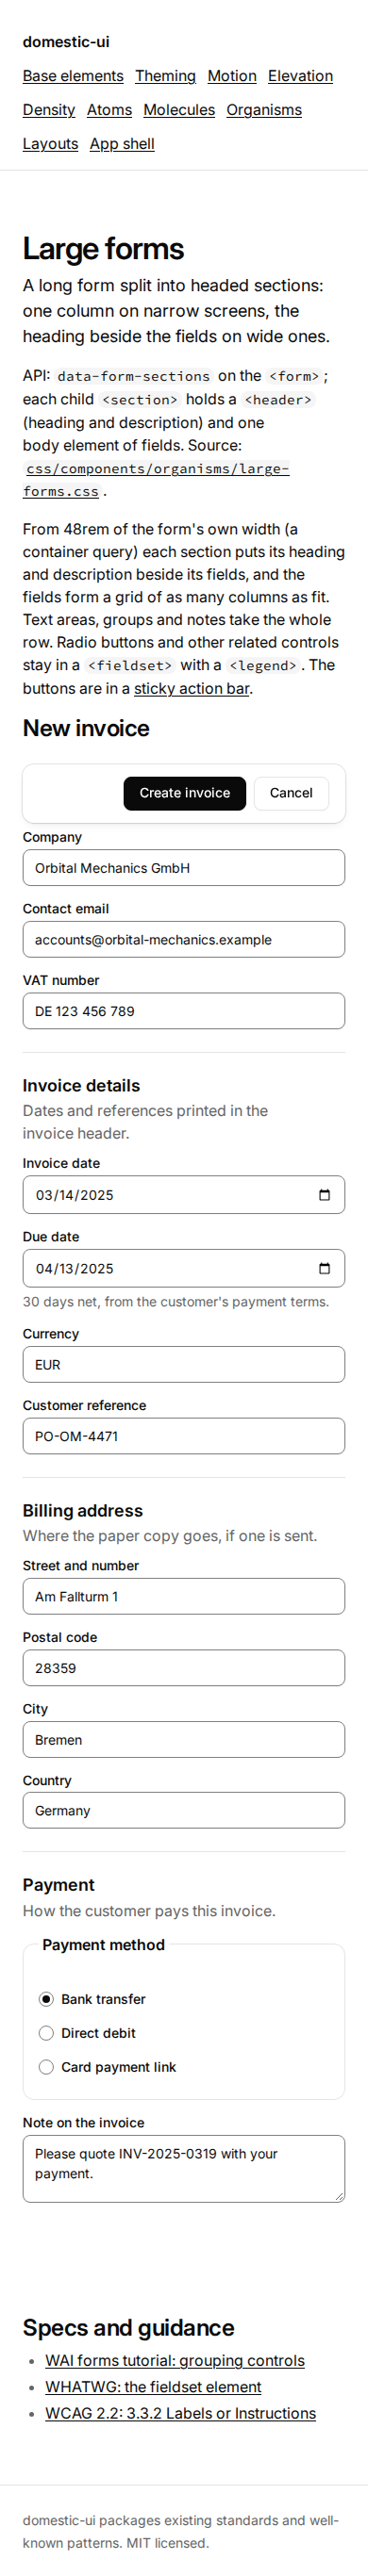 domestic-ui
Base elements Theming Motion Elevation
Density Atoms Molecules Organisms
Layouts App shell
Large forms
A long form split into headed sections:
one column on narrow screens, the
heading beside the fields on wide ones.
API: data-form-sections on the <form>;
each child <section> holds a <header>
(heading and description) and one
body element of fields. Source:
css/components/organisms/large-
forms.css.
From 48rem of the form's own width (a
container query) each section puts its heading
and description beside its fields, and the
fields form a grid of as many columns as fit.
Text areas, groups and notes take the whole
row. Radio buttons and other related controls
stay in a <fieldset> with a <legend>. The
buttons are in a sticky action bar.
New invoice
Create invoice Cancel
Company
Orbital Mechanics GmbH
Contact email
accounts@orbital-mechanics.example
VAT number
DE 123 456 789
Invoice details
Dates and references printed in the
invoice header.
Invoice date
03/14/2025
Due date
04/13/2025
30 days net, from the customer's payment terms.
Currency
EUR
Customer reference
PO-OM-4471
Billing address
Where the paper copy goes, if one is sent.
Street and number
Am Fallturm 1
Postal code
28359
City
Bremen
Country
Germany
Payment
How the customer pays this invoice.
Payment method
Bank transfer
Direct debit
Card payment link
Note on the invoice
Please quote INV-2025-0319 with your
payment.
Specs and guidance
WAI forms tutorial: grouping controls
WHATWG: the fieldset element
WCAG 2.2: 3.3.2 Labels or Instructions
domestic-ui packages existing standards and well-
known patterns. MIT licensed.